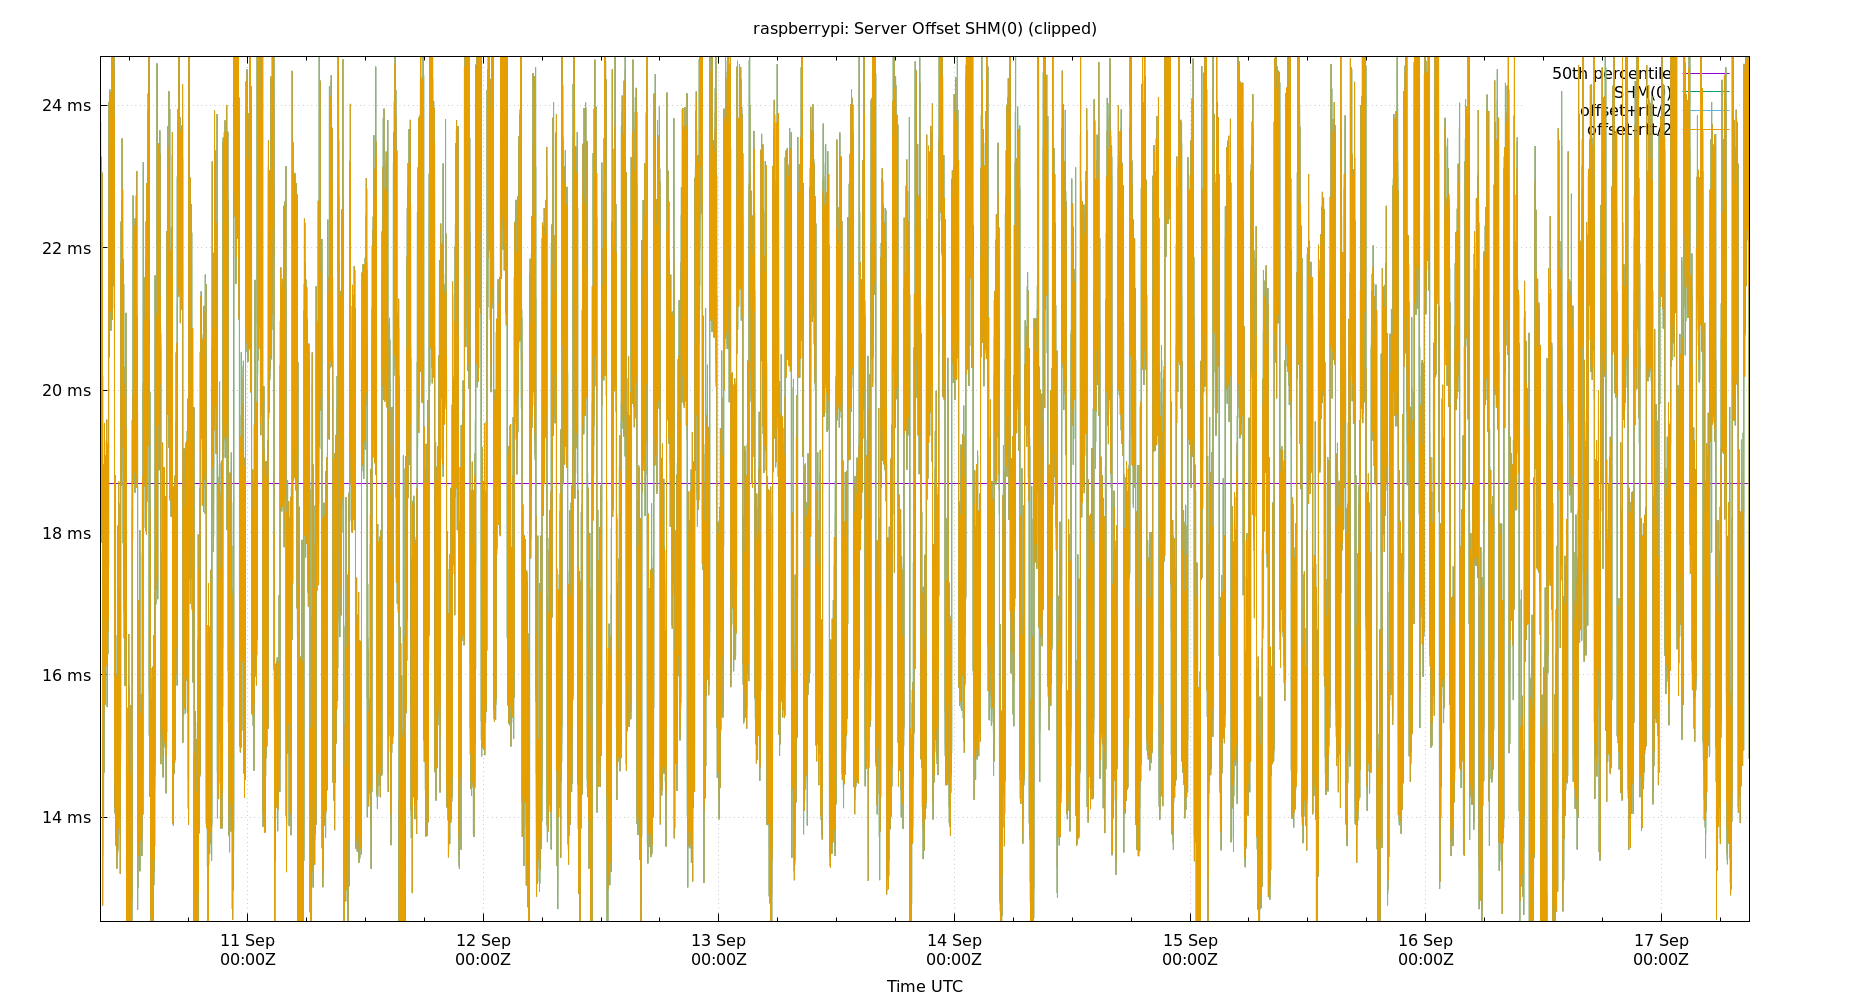 raspberrypi: Server Offset SHM(0) (clipped)
50th percentile
SHM(0)
offset+rtt/2
offset-rtt/2
24 ms
22 ms
20 ms
18 ms
16 ms
14 ms
11 Sep 12 Sep 13 Sep 14 Sep 15 Sep 16 Sep 17 Sep
00:00Z 00:00Z 00:00Z 00:00Z 00:00Z 00:00Z 00:00Z
Time UTC